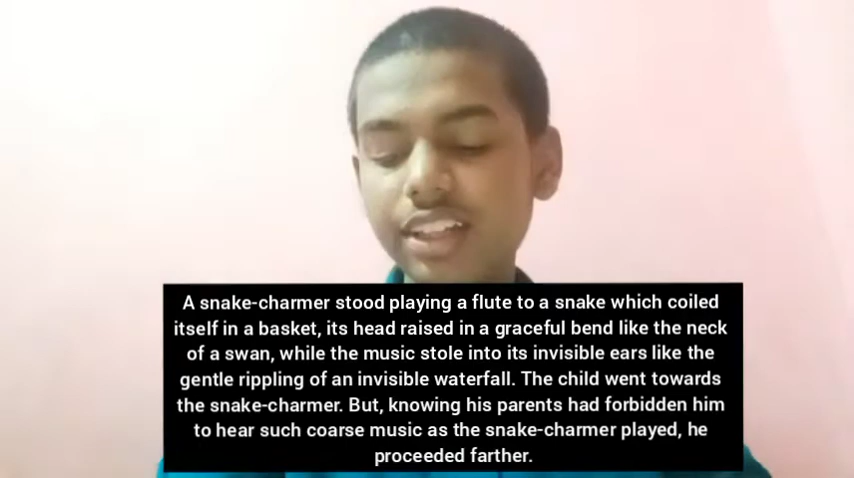 A snake-charmer stood playing a flute to a snake which coiled
itself in a basket, its head raised in a graceful bend like the neck
of a swan, while the music stole into its invisible ears like the
gentle rippling of an invisible waterfall. The child went towards
the snake-charmer. But, knowing his parents had forbidden him
to hear such coarse music as the snake-charmer played, he
proceeded farther.